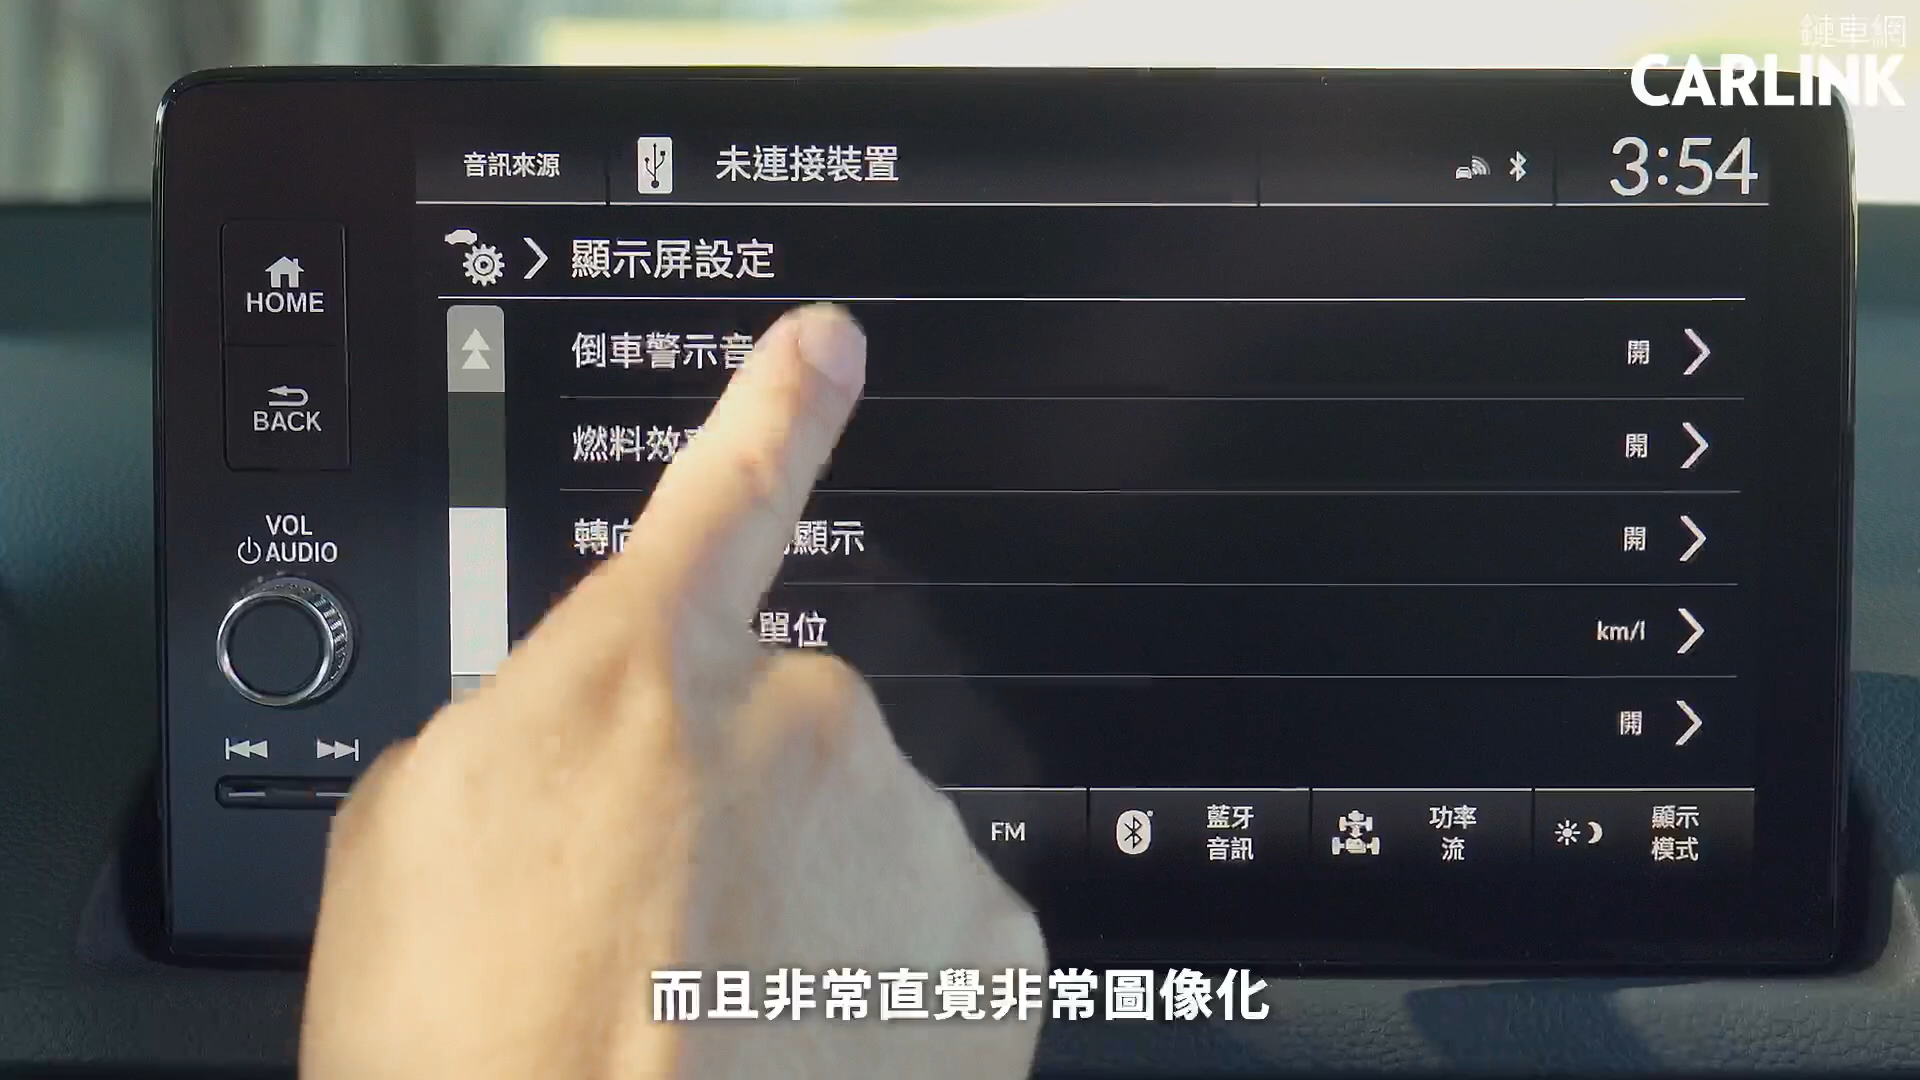 鏈車網
CARLINK
音訊來源 未連接裝置 3:54
顯示屏設定
HOME
倒車警示音 開
BACK
燃料效 開
VOL
AUDIO
轉向 顯示 開
單位 km/l
開
FM 藍牙音訊 功率流 顯示模式
而且非常直覺非常圖像化